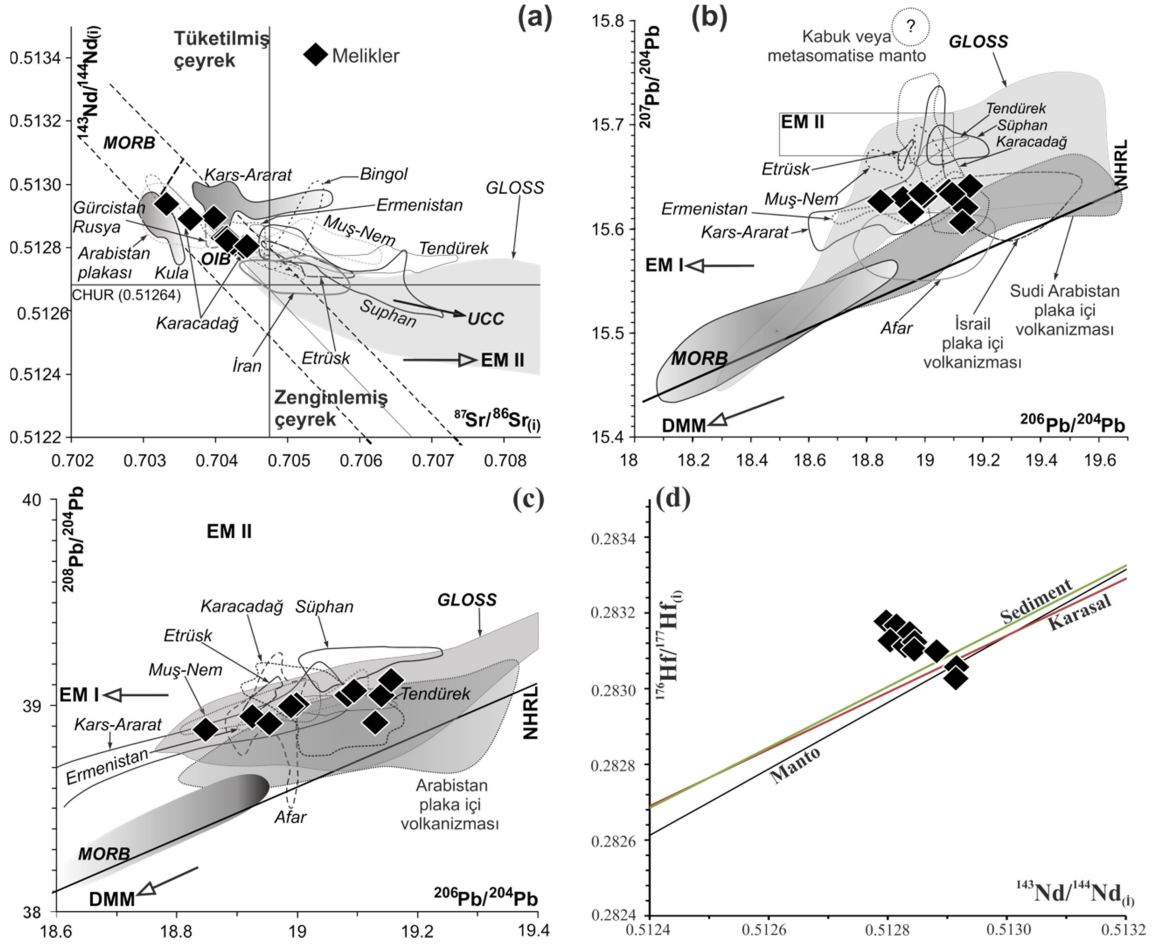 (a)
Tüketilmiş
çeyrek
Melikler
143Nd/144Nd(i)
0.5134
0.5132
0.5130
0.5128
0.5126
0.5124
0.5122
MORB
Kars-Ararat
Bingol
GLOSS
Gürcistan
Rusya
Ermenistan
Arabistan
plakası
Kula
OIB
Muş-Nem
Tendürek
CHUR (0.51264)
Karacadağ
Suphan
UCC
İran
Etrüsk
EM II
Zenginlemiş
çeyrek
87Sr/86Sr(i)
0.702
0.703
0.704
0.705
0.706
0.707
0.708
(b)
207Pb/204Pb
15.8
15.7
15.6
15.5
15.4
Kabuk veya
metasomatise manto
?
GLOSS
EM II
Tendürek
Süphan
Karacadağ
Etrüsk
NHRL
Muş-Nem
Ermenistan
Kars-Ararat
EM I
Afar
İsrail
plaka içi
volkanizması
Sudi Arabistan
plaka içi
volkanizması
MORB
DMM
206Pb/204Pb
18
18.2
18.4
18.6
18.8
19
19.2
19.4
19.6
(c)
208Pb/204Pb
40
39
38
EM II
Karacadağ
Süphan
GLOSS
Etrüsk
Muş-Nem
EM I
Tendürek
Kars-Ararat
NHRL
Ermenistan
Arabistan
plaka içi
volkanizması
Afar
MORB
DMM
206Pb/204Pb
18.6
18.8
19
19.2
19.4
(d)
176Hf/177Hf(i)
0.2834
0.2832
0.2830
0.2828
0.2826
0.2824
Sediment
Karasal
Manto
143Nd/144Nd(i)
0.5124
0.5126
0.5128
0.5130
0.5132